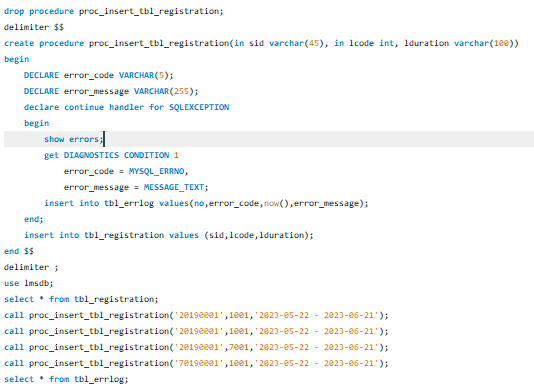 drop procedure proc_insert_tbl_registration;
delimiter $$
create procedure proc_insert_tbl_registration(in sid varchar(45), in lcode int, lduration varchar(100))
begin
    DECLARE error_code VARCHAR(5);
    DECLARE error_message VARCHAR(255);
    declare continue handler for SQLEXCEPTION
    begin
        show errors;
        get DIAGNOSTICS CONDITION 1
            error_code = MYSQL_ERRNO,
            error_message = MESSAGE_TEXT;
        insert into tbl_errlog values(no,error_code,now(),error_message);
    end;
    insert into tbl_registration values (sid,lcode,lduration);
end $$
delimiter ;
use lmsdb;
select * from tbl_registration;
call proc_insert_tbl_registration('20190001',1001,'2023-05-22 - 2023-06-21');
call proc_insert_tbl_registration('20190001',1001,'2023-05-22 - 2023-06-21');
call proc_insert_tbl_registration('20190001',7001,'2023-05-22 - 2023-06-21');
call proc_insert_tbl_registration('70190001',1001,'2023-05-22 - 2023-06-21');
select * from tbl_errlog;